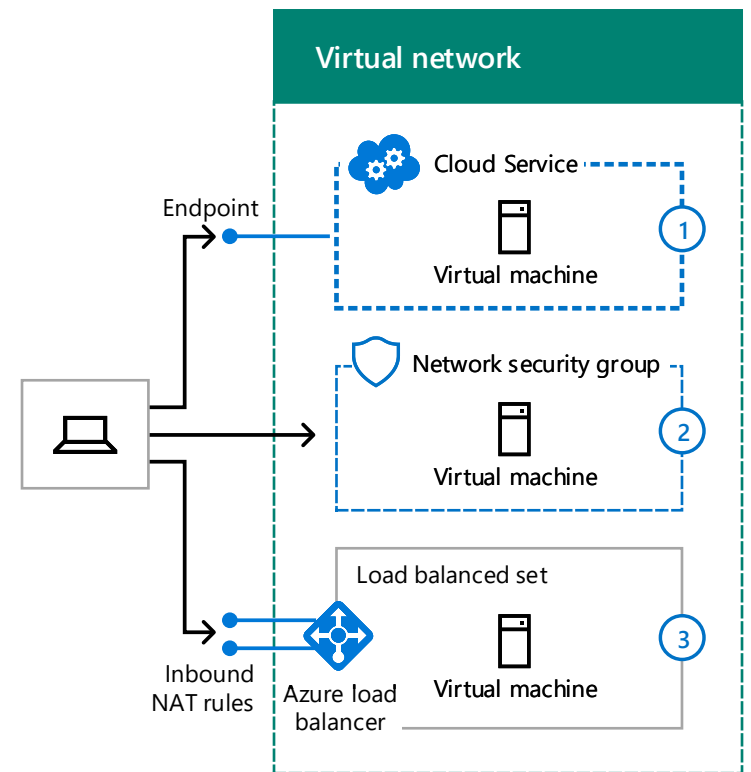 Virtual network
Cloud Service
Endpoint
1
Virtual machine
Network security group
2
Virtual machine
Load balanced set
3
Inbound
NAT rules
Azure load
balancer
Virtual machine